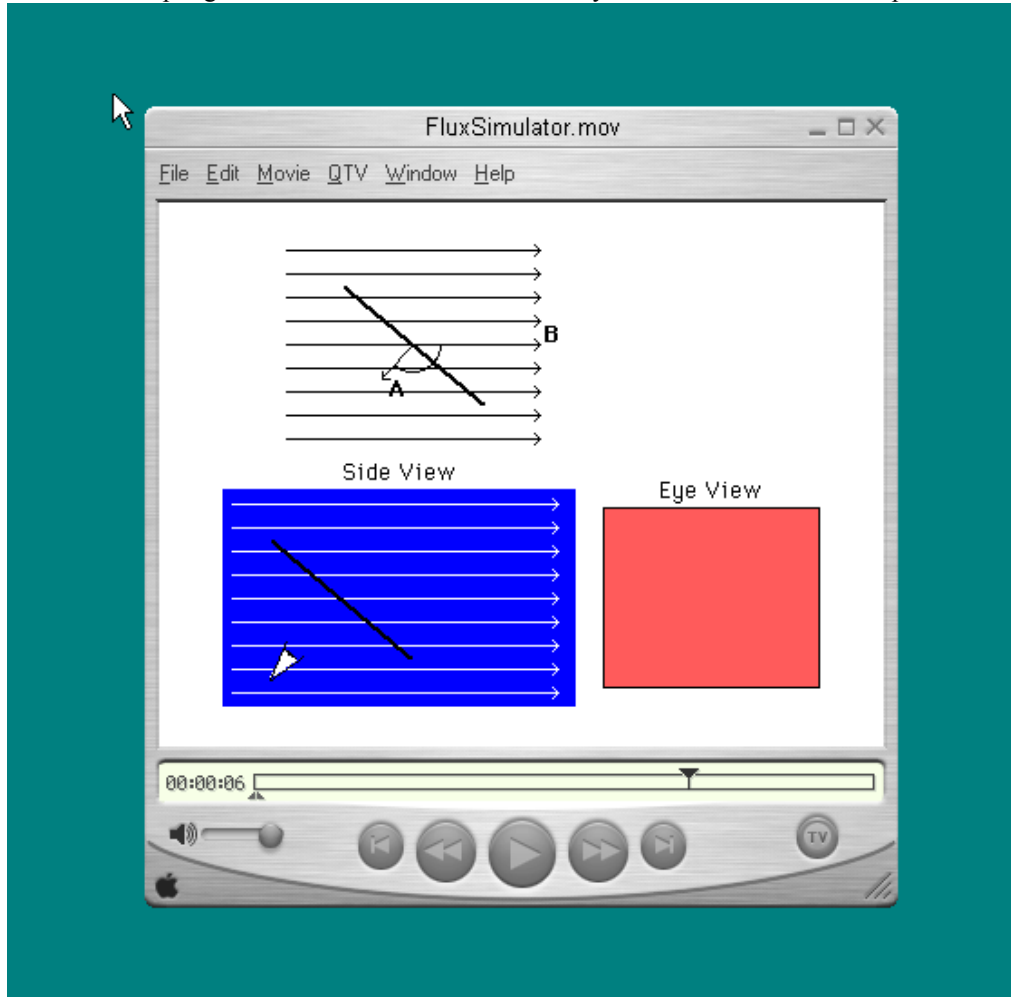 FluxSimulator.mov
File Edit Movie QTV Window Help
B
A
Side View
Eye View
00:00:06
TV